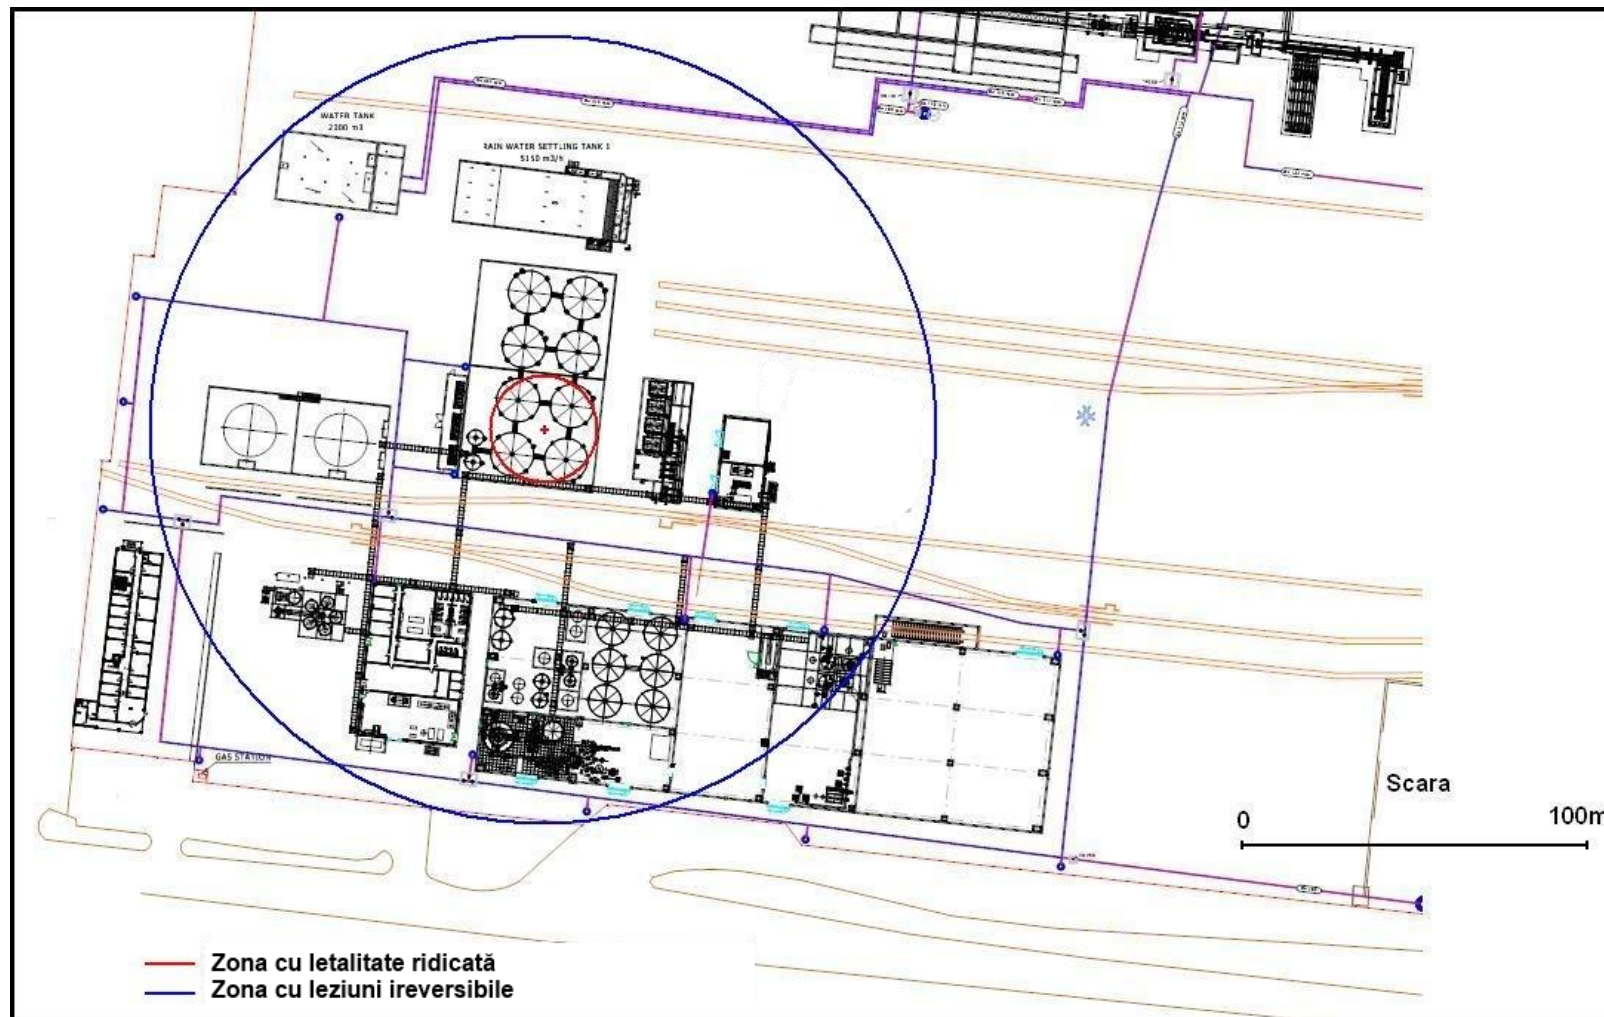 WATER TANK
2300 m3
RAIN WATER SETTLING TANK 1
5150 m3/h
GAS STATION
Scara
0 100m
Zona cu letalitate ridicată
Zona cu leziuni ireversibile